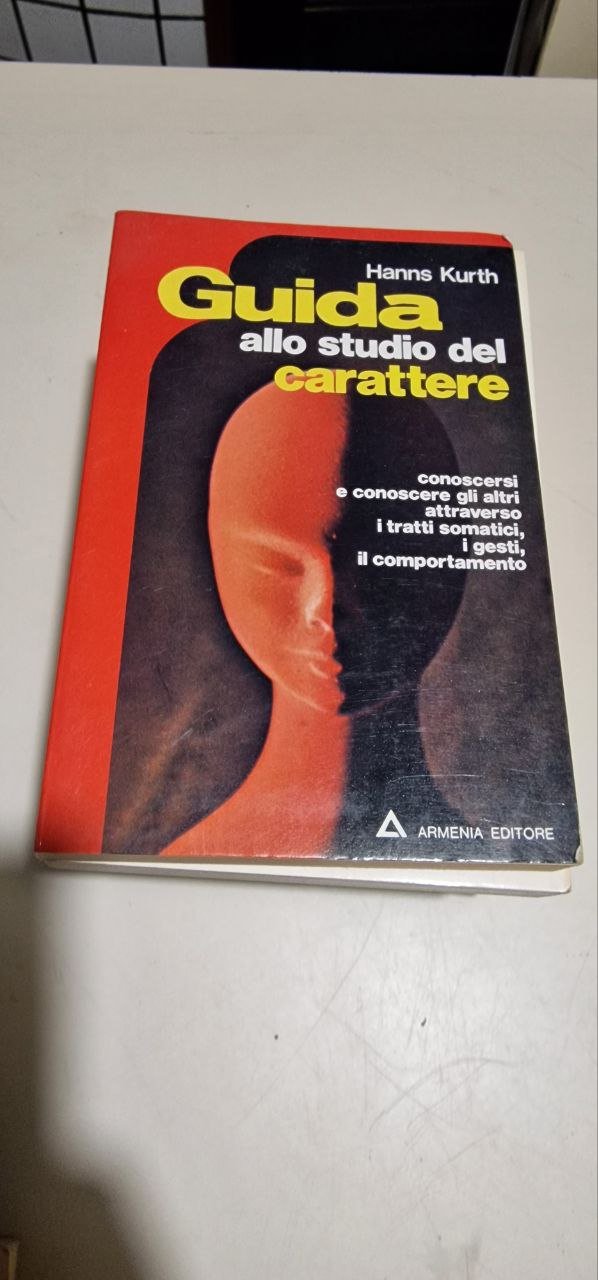 Hanns Kurth
Guida
allo studio del
carattere
conoscersi
e conoscere gli altri
attraverso
i tratti somatici,
i gesti,
il comportamento
ARMENIA EDITORE